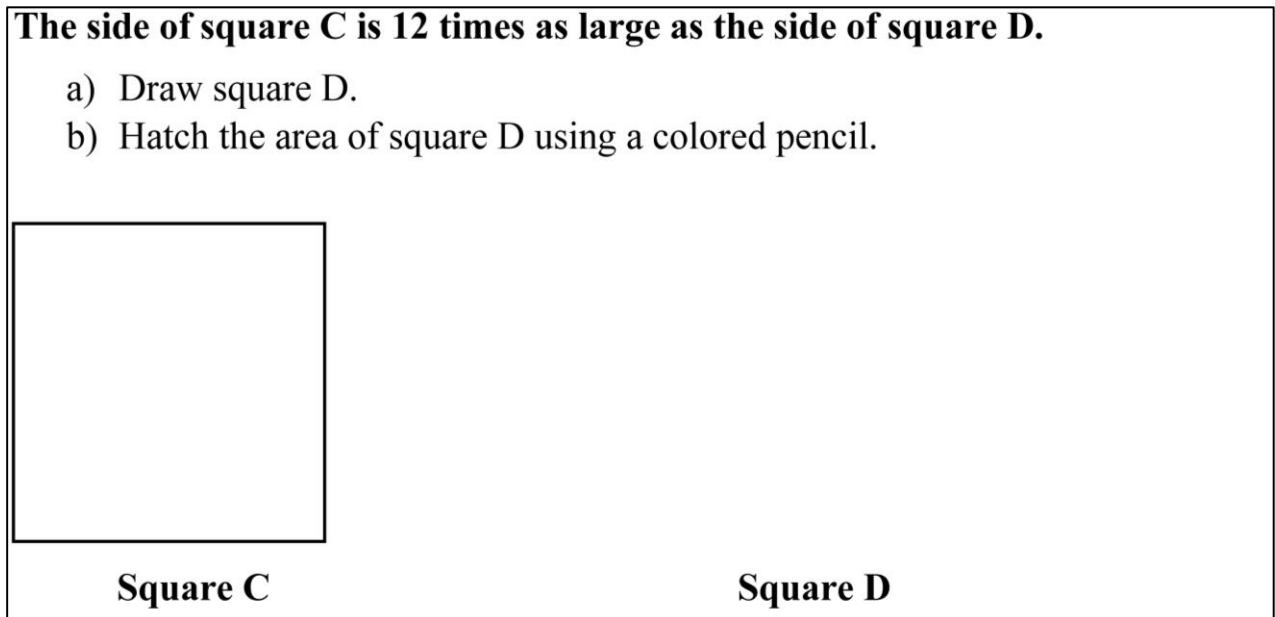 The side of square C is 12 times as large as the side of square D.
a) Draw square D.
b) Hatch the area of square D using a colored pencil.
Square C
Square D